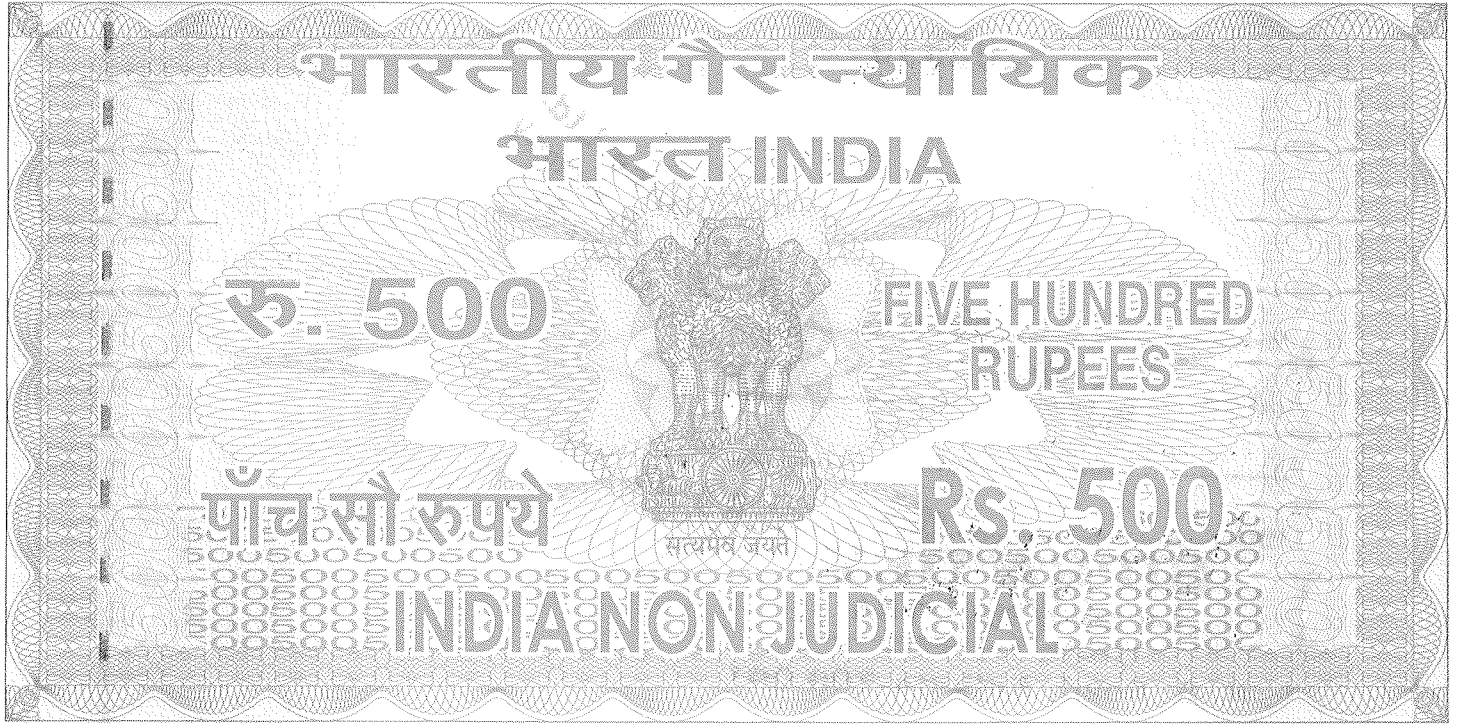 भारतीय गैर न्यायिक
भारत INDIA
रु. 500
FIVE HUNDRED
RUPEES
पाँच सौ रुपये
Rs. 500
सत्यमेव जयते
INDIA NON JUDICIAL